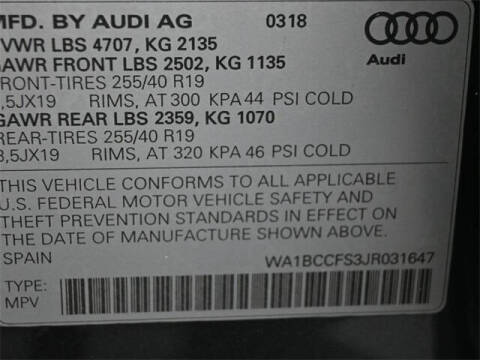 MFD. BY AUDI AG 0318
VWR LBS 4707, KG 2135
GAWR FRONT LBS 2502, KG 1135
Audi
FRONT-TIRES 255/40 R19
,5JX19 RIMS, AT 300 KPA 44 PSI COLD
GAWR REAR LBS 2359, KG 1070
REAR-TIRES 255/40 R19
8,5JX19 RIMS, AT 320 KPA 46 PSI COLD
THIS VEHICLE CONFORMS TO ALL APPLICABLE
U.S. FEDERAL MOTOR VEHICLE SAFETY AND
THEFT PREVENTION STANDARDS IN EFFECT ON
THE DATE OF MANUFACTURE SHOWN ABOVE.
SPAIN WA1BCCFS3JR031647
TYPE:
MPV